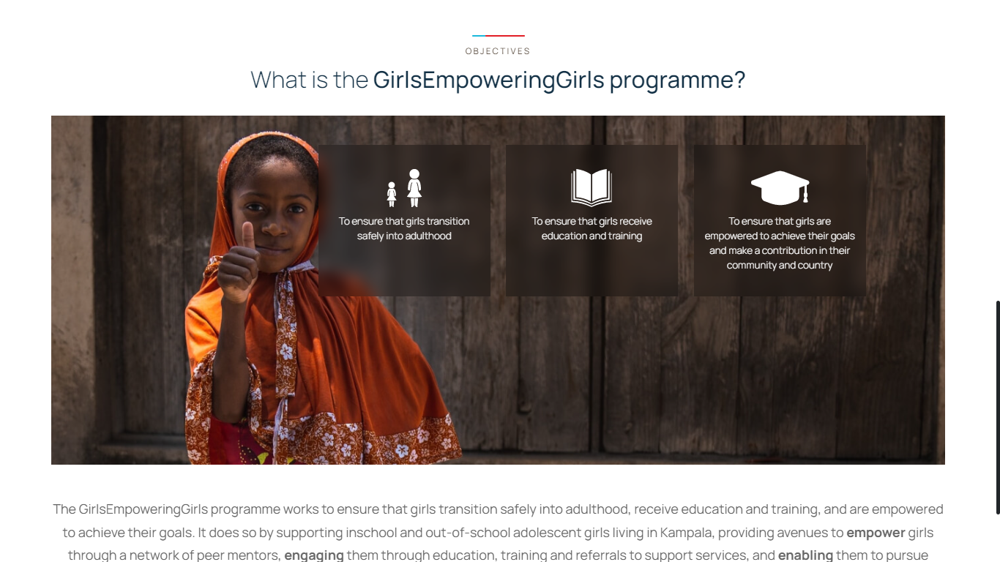 OBJECTIVES
What is the GirlsEmpoweringGirls programme?
To ensure that girls transition
safely into adulthood
To ensure that girls receive
education and training
To ensure that girls are
empowered to achieve their goals
and make a contribution in their
community and country
The GirlsEmpoweringGirls programme works to ensure that girls transition safely into adulthood, receive education and training, and are empowered
to achieve their goals. It does so by supporting inschool and out-of-school adolescent girls living in Kampala, providing avenues to empower girls
through a network of peer mentors, engaging them through education, training and referrals to support services, and enabling them to pursue